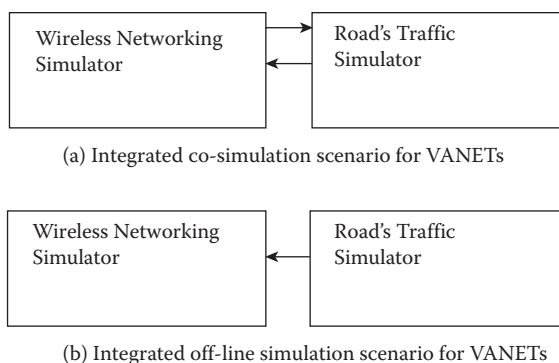 Wireless Networking
Simulator
Road's Traffic
Simulator
(a) Integrated co-simulation scenario for VANETs
Wireless Networking
Simulator
Road's Traffic
Simulator
(b) Integrated off-line simulation scenario for VANETs